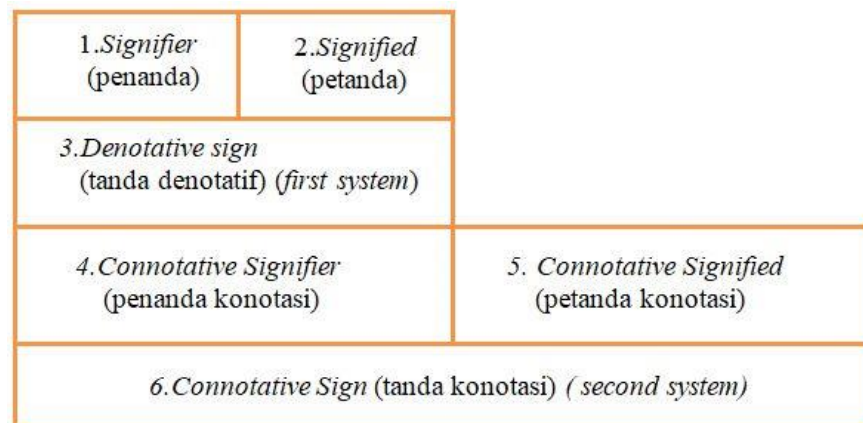 1.Signifier
(penanda)
2.Signified
(petanda)
3.Denotative sign
(tanda denotatif) (first system)
4.Connotative Signifier
(penanda konotasi)
5. Connotative Signified
(petanda konotasi)
6.Connotative Sign (tanda konotasi) ( second system)